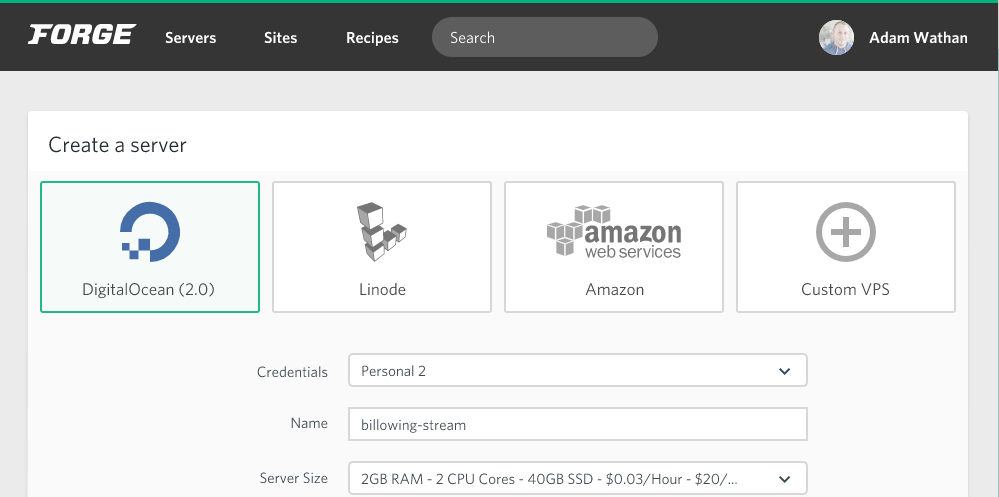 FORGE Servers Sites Recipes Search Adam Wathan
Create a server
amazon
web services
DigitalOcean (2.0) Linode Amazon Custom VPS
Credentials Personal 2
Name billowing-stream
Server Size 2GB RAM - 2 CPU Cores - 40GB SSD - $0.03/Hour - $20/...